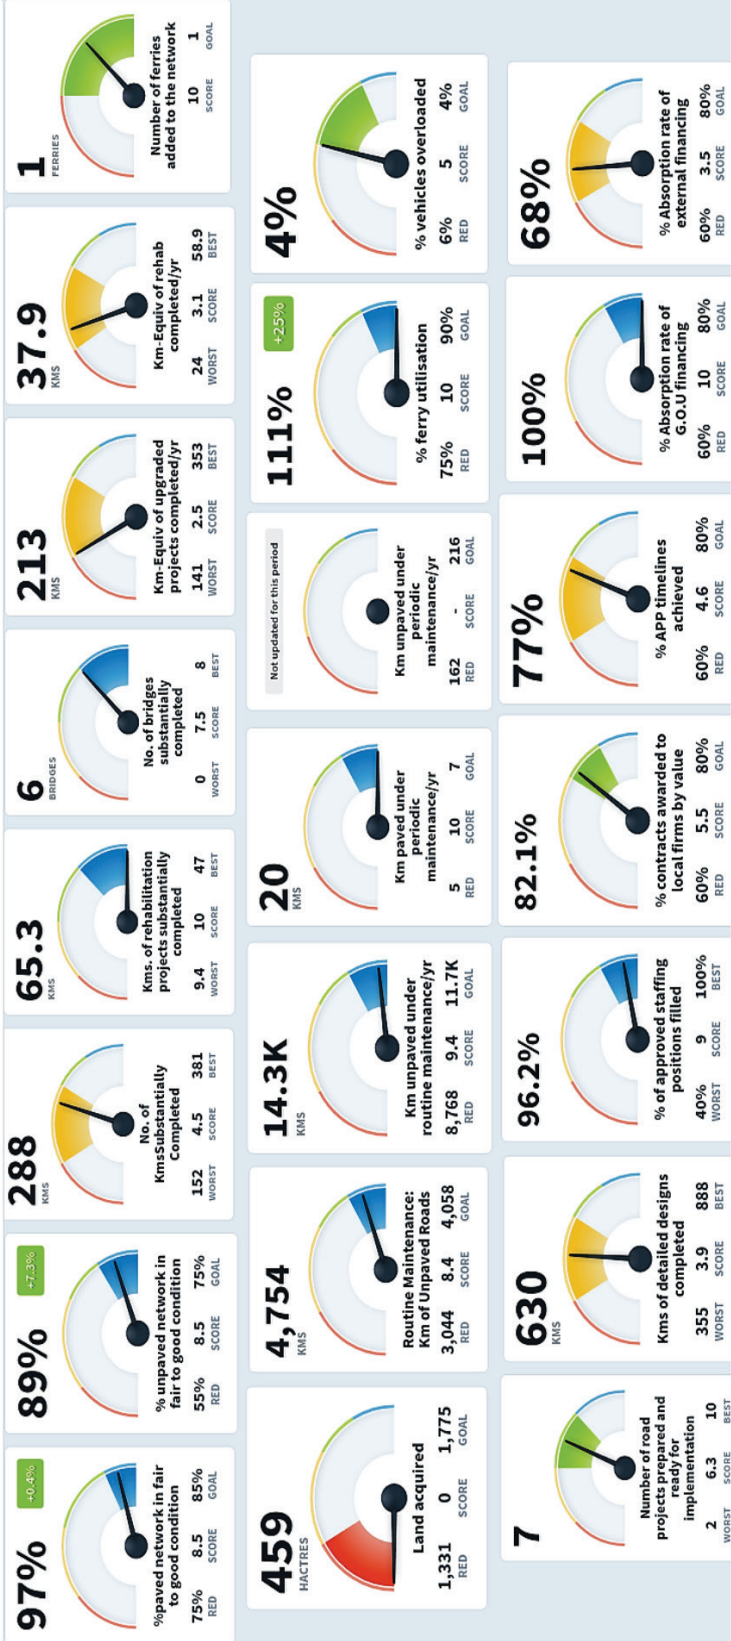 97%
+0.4%
%paved network in fair
to good condition
75%
8.5
85%
RED
SCORE
GOAL
89%
+7.3%
% unpaved network in
fair to good condition
55%
8.5
75%
RED
SCORE
GOAL
288
KMS
No. of
KmsSubstantially
Completed
152
4.5
381
WORST
SCORE
BEST
65.3
KMS
Kms. of rehabilitation
projects substantially
completed
9.4
10
47
WORST
SCORE
BEST
6
BRIDGES
No. of bridges
substantially
completed
0
7.5
8
WORST
SCORE
BEST
213
KMS
Km-Equiv of upgraded
projects completed/yr
141
2.5
353
WORST
SCORE
BEST
37.9
KMS
Km-Equiv of rehab
completed/yr
24
3.1
58.9
WORST
SCORE
BEST
1
FERRIES
Number of ferries
added to the network
10
1
SCORE
GOAL
459
HACTRES
Land acquired
1,331
0
1,775
RED
SCORE
GOAL
4,754
KMS
Routine Maintenance:
Km of Unpaved Roads
3,044
8.4
4,058
RED
SCORE
GOAL
14.3K
KMS
Km unpaved under
routine maintenance/yr
8,768
9.4
11.7K
RED
SCORE
GOAL
20
KMS
Km paved under
periodic
maintenance/yr
5
10
7
RED
SCORE
GOAL
Not updated for this period
Km unpaved under
periodic
maintenance/yr
162
-
216
RED
SCORE
GOAL
111%
+25%
% ferry utilisation
75%
10
90%
RED
SCORE
GOAL
4%
% vehicles overloaded
6%
5
4%
RED
SCORE
GOAL
7
Number of road
projects prepared and
ready for
implementation
2
6.3
10
WORST
SCORE
BEST
630
KMS
Kms of detailed designs
completed
355
3.9
888
WORST
SCORE
BEST
96.2%
% of approved staffing
positions filled
40%
9
100%
WORST
SCORE
BEST
82.1%
% contracts awarded to
local firms by value
60%
5.5
80%
RED
SCORE
GOAL
77%
% APP timelines
achieved
60%
4.6
80%
RED
SCORE
GOAL
100%
% Absorption rate of
G.O.U financing
60%
10
80%
RED
SCORE
GOAL
68%
% Absorption rate of
external financing
60%
3.5
80%
RED
SCORE
GOAL